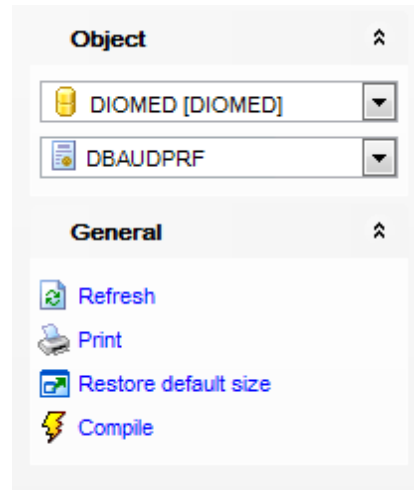 Object
DIOMED [DIOMED]
DBAUDPRF
General
Refresh
Print
Restore default size
Compile